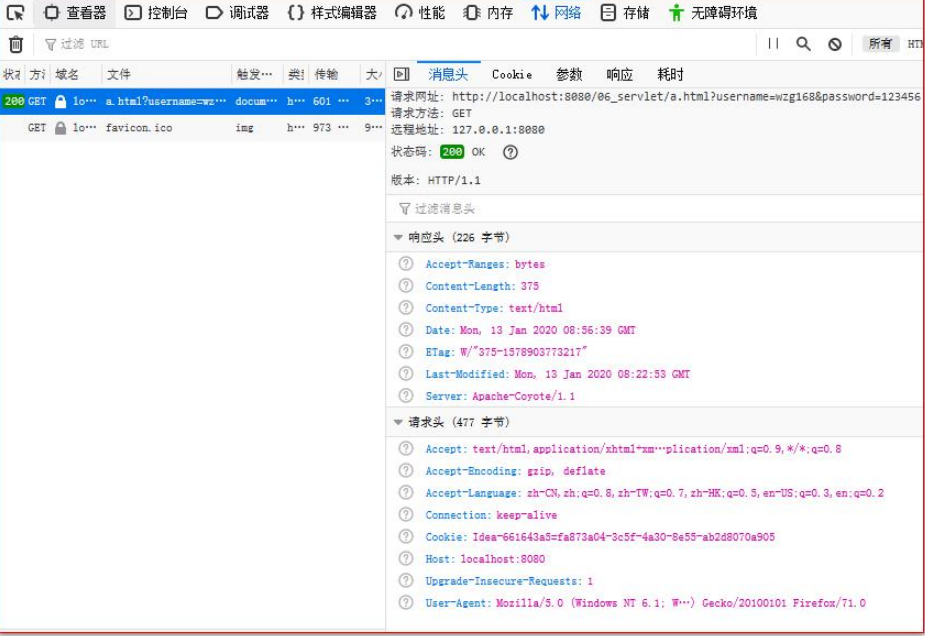 查看器 控制台 调试器 样式编辑器 性能 内存 网络 存储 无障碍环境
过滤 URL 所有 HTM
状态 方法 域名 文件 触发… 类型 传输 大小
200 GET lo… a.html?username=wz… docum… h… 601 … 3…
GET lo… favicon.ico img h… 973 … 9…
消息头 Cookie 参数 响应 耗时
请求网址: http://localhost:8080/06_servlet/a.html?username=wzg168&password=123456
请求方法: GET
远程地址: 127.0.0.1:8080
状态码: 200 OK
版本: HTTP/1.1
过滤消息头
响应头 (226 字节)
Accept-Ranges: bytes
Content-Length: 375
Content-Type: text/html
Date: Mon, 13 Jan 2020 08:56:39 GMT
ETag: W/"375-1578903773217"
Last-Modified: Mon, 13 Jan 2020 08:22:53 GMT
Server: Apache-Coyote/1.1
请求头 (477 字节)
Accept: text/html,application/xhtml+xm…plication/xml;q=0.9,*/*;q=0.8
Accept-Encoding: gzip, deflate
Accept-Language: zh-CN,zh;q=0.8,zh-TW;q=0.7,zh-HK;q=0.5,en-US;q=0.3,en;q=0.2
Connection: keep-alive
Cookie: Idea-661643a5=fa873a04-3c5f-4a30-8e55-ab2d8070a905
Host: localhost:8080
Upgrade-Insecure-Requests: 1
User-Agent: Mozilla/5.0 (Windows NT 6.1; W…) Gecko/20100101 Firefox/71.0